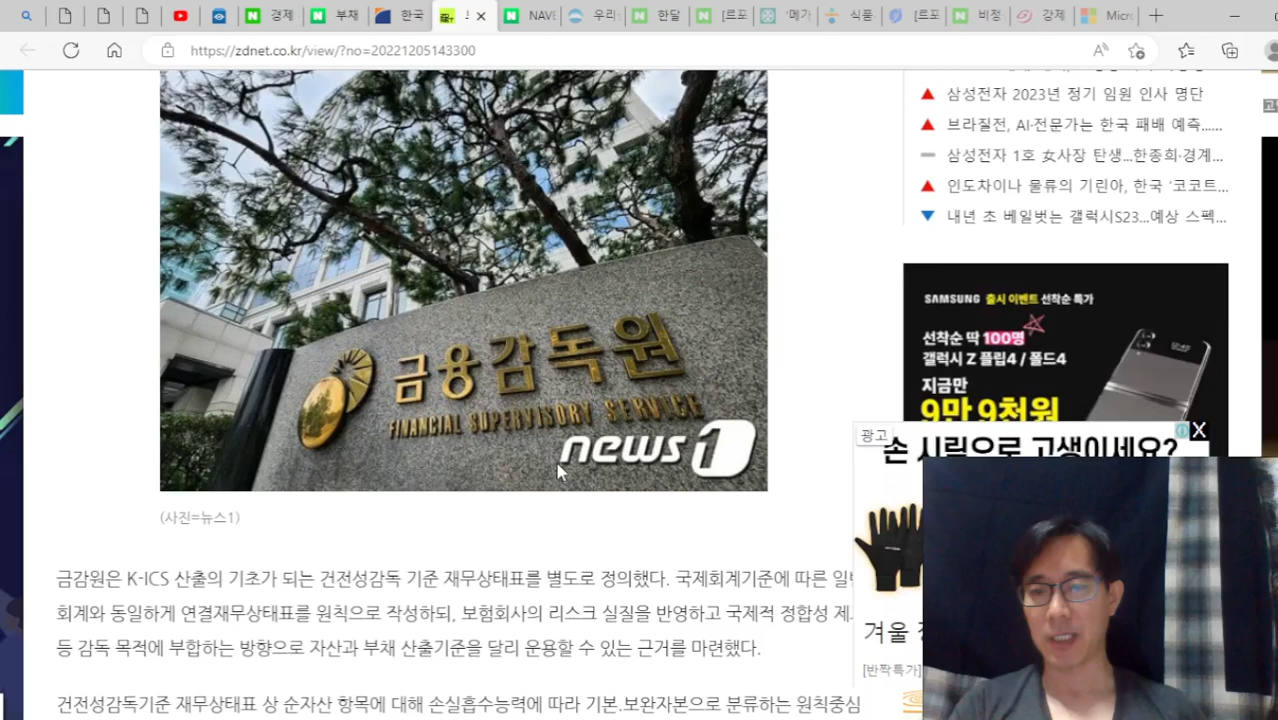 경제
부채
한국
NAVE
우리
한달
[르포
'메가
식품
[르포
비정
강제
Micro
https://zdnet.co.kr/view/?no=20221205143300
삼성전자 2023년 정기 임원 인사 명단
브라질전, AI·전문가는 한국 패배 예측......
삼성전자 1호 女사장 탄생...한종희·경계...
인도차이나 물류의 기린아, 한국 '코코트...
내년 초 베일벗는 갤럭시S23...예상 스펙...
금융감독원
FINANCIAL SUPERVISORY SERVICE
news1
SAMSUNG 출시 이벤트 선착순 특가
선착순 딱 100명
갤럭시 Z 플립4 / 폴드4
지금만
9만 9천원
광고
X
손 시림으로 고생이세요?
겨울
[반짝특가]
(사진=뉴스1)
금감원은 K-ICS 산출의 기초가 되는 건전성감독 기준 재무상태표를 별도로 정의했다. 국제회계기준에 따른
회계와 동일하게 연결재무상태표를 원칙으로 작성하되, 보험회사의 리스크 실질을 반영하고 국제적 정합성 제
등 감독 목적에 부합하는 방향으로 자산과 부채 산출기준을 달리 운용할 수 있는 근거를 마련했다.
건전성감독기준 재무상태표 상 순자산 항목에 대해 손실흡수능력에 따라 기본.보완자본으로 분류하는 원칙중심